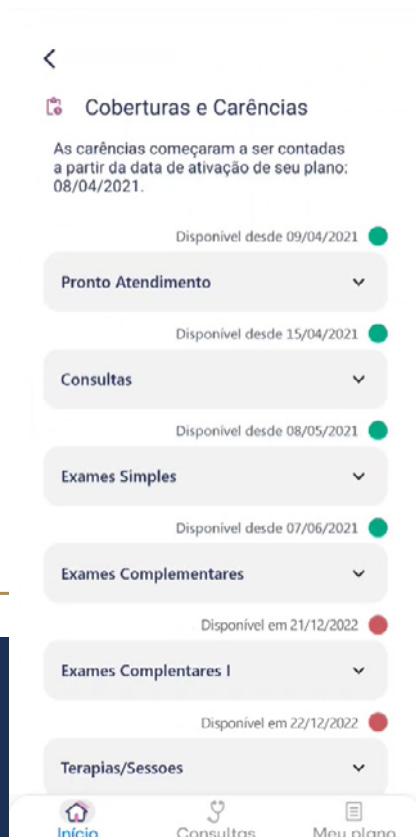 Coberturas e Carências
As carências começaram a ser contadas
a partir da data de ativação de seu plano:
08/04/2021.
Disponível desde 09/04/2021
Pronto Atendimento
Disponível desde 15/04/2021
Consultas
Disponível desde 08/05/2021
Exames Simples
Disponível desde 07/06/2021
Exames Complementares
Disponível em 21/12/2022
Exames Complentares I
Disponível em 22/12/2022
Terapias/Sessoes
Início
Consultas
Meu plano